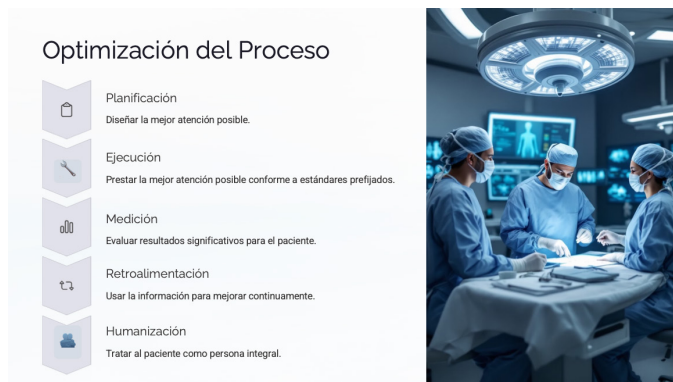 Optimización del Proceso
Planificación
Diseñar la mejor atención posible.
Ejecución
Prestar la mejor atención posible conforme a estándares prefijados.
Medición
Evaluar resultados significativos para el paciente.
Retroalimentación
Usar la información para mejorar continuamente.
Humanización
Tratar al paciente como persona integral.